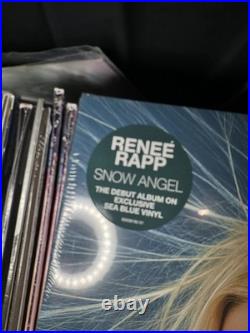 RENEÉ
RAPP
SNOW ANGEL
THE DEBUT ALBUM ON
EXCLUSIVE
SEA BLUE VINYL